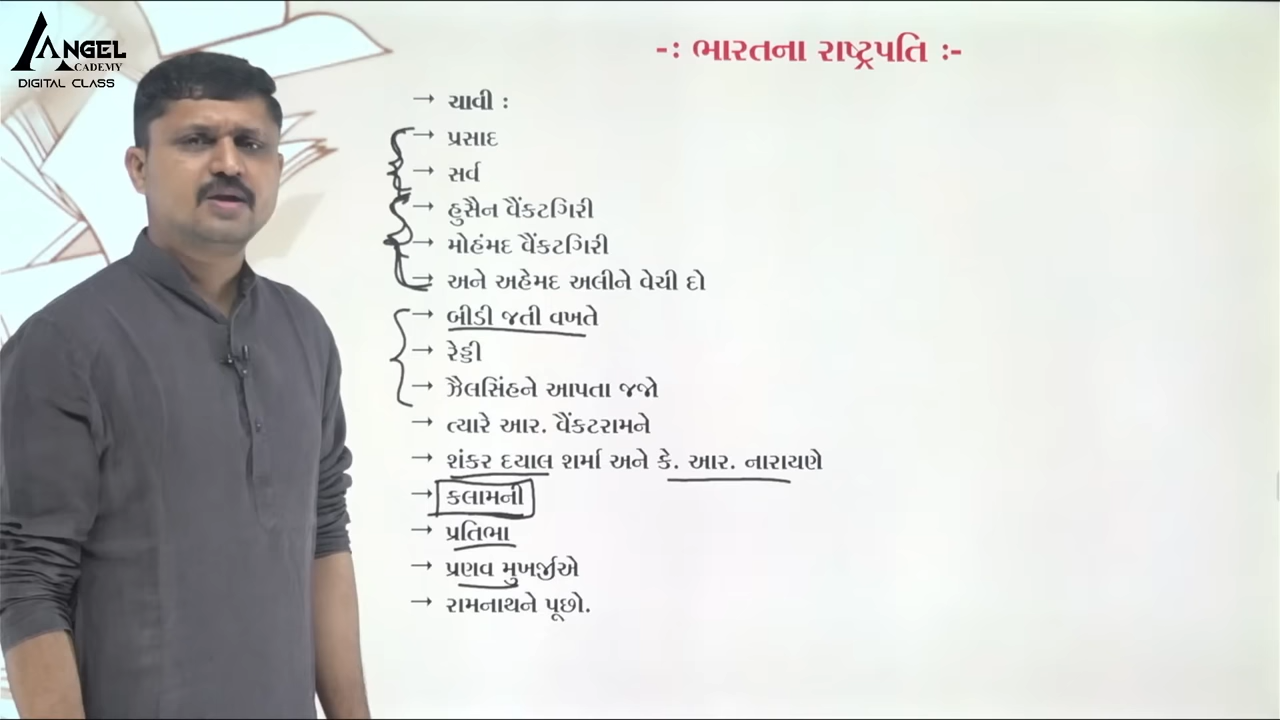 ANGEL
ACADEMY
DIGITAL CLASS
-: ભારતના રાષ્ટ્રપતિ :-
→ ચાવી :
→ પ્રસાદ
→ સર્વ
→ હુસૈન વૈંકટગિરી
→ મોહંમદ વૈંકટગિરી
→ અને અહેમદ અલીને વેચી દો
→ બીડી જતી વખતે
→ રેડ્ડી
→ ઝૈલસિંહને આપતા જજો
→ ત્યારે આર. વૈંકટરામને
→ શંકર દયાલ શર્મા અને કે. આર. નારાયણે
→ કલામની
→ પ્રતિભા
→ પ્રણવ મુખર્જીએ
→ રામનાથને પૂછો.